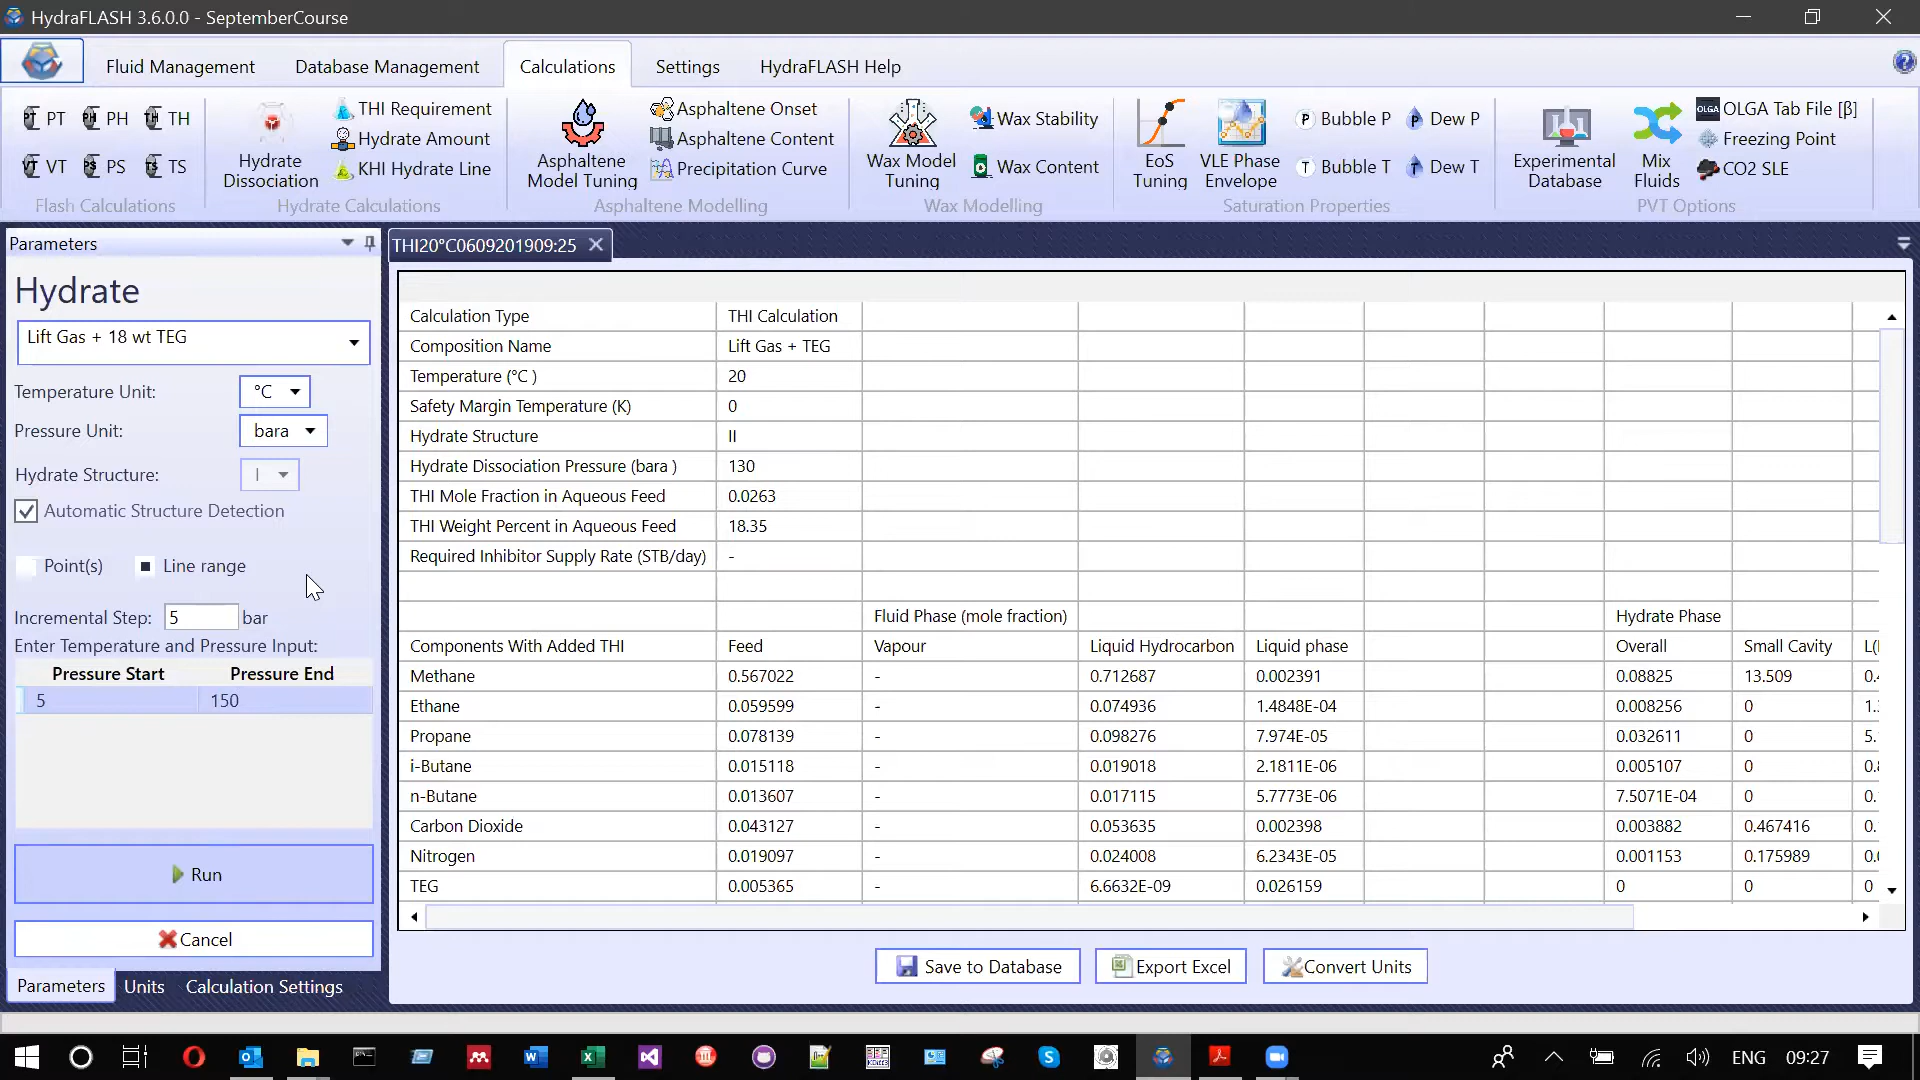 HydraFLASH 3.6.0.0 - SeptemberCourse
Fluid Management
Database Management
Calculations
Settings
HydraFLASH Help
PT
PH
TH
VT
PS
TS
Flash Calculations
Hydrate
Dissociation
THI Requirement
Hydrate Amount
KHI Hydrate Line
Hydrate Calculations
Asphaltene
Model Tuning
Asphaltene Onset
Asphaltene Content
Precipitation Curve
Asphaltene Modelling
Wax Model
Tuning
Wax Stability
Wax Content
Wax Modelling
EoS
Tuning
VLE Phase
Envelope
Bubble P
Dew P
Bubble T
Dew T
Saturation Properties
Experimental
Database
Mix
Fluids
OLGA
OLGA Tab File [β]
Freezing Point
CO2 SLE
PVT Options
Parameters
Hydrate
Lift Gas + 18 wt TEG
Temperature Unit: °C
Pressure Unit: bara
Hydrate Structure: I
Automatic Structure Detection
Point(s) Line range
Incremental Step: 5 bar
Enter Temperature and Pressure Input:
Pressure Start Pressure End
5 150
Run
Cancel
Parameters Units Calculation Settings
THI20°C0609201909:25
Calculation Type THI Calculation
Composition Name Lift Gas + TEG
Temperature (°C ) 20
Safety Margin Temperature (K) 0
Hydrate Structure II
Hydrate Dissociation Pressure (bara ) 130
THI Mole Fraction in Aqueous Feed 0.0263
THI Weight Percent in Aqueous Feed 18.35
Required Inhibitor Supply Rate (STB/day) -
Fluid Phase (mole fraction) Hydrate Phase
Components With Added THI Feed Vapour Liquid Hydrocarbon Liquid phase Overall Small Cavity
Methane 0.567022 - 0.712687 0.002391 0.08825 13.509
Ethane 0.059599 - 0.074936 1.4848E-04 0.008256 0
Propane 0.078139 - 0.098276 7.974E-05 0.032611 0
i-Butane 0.015118 - 0.019018 2.1811E-06 0.005107 0
n-Butane 0.013607 - 0.017115 5.7773E-06 7.5071E-04 0
Carbon Dioxide 0.043127 - 0.053635 0.002398 0.003882 0.467416
Nitrogen 0.019097 - 0.024008 6.2343E-05 0.001153 0.175989
TEG 0.005365 - 6.6632E-09 0.026159 0 0 0
Save to Database
Export Excel
Convert Units
ENG
09:27